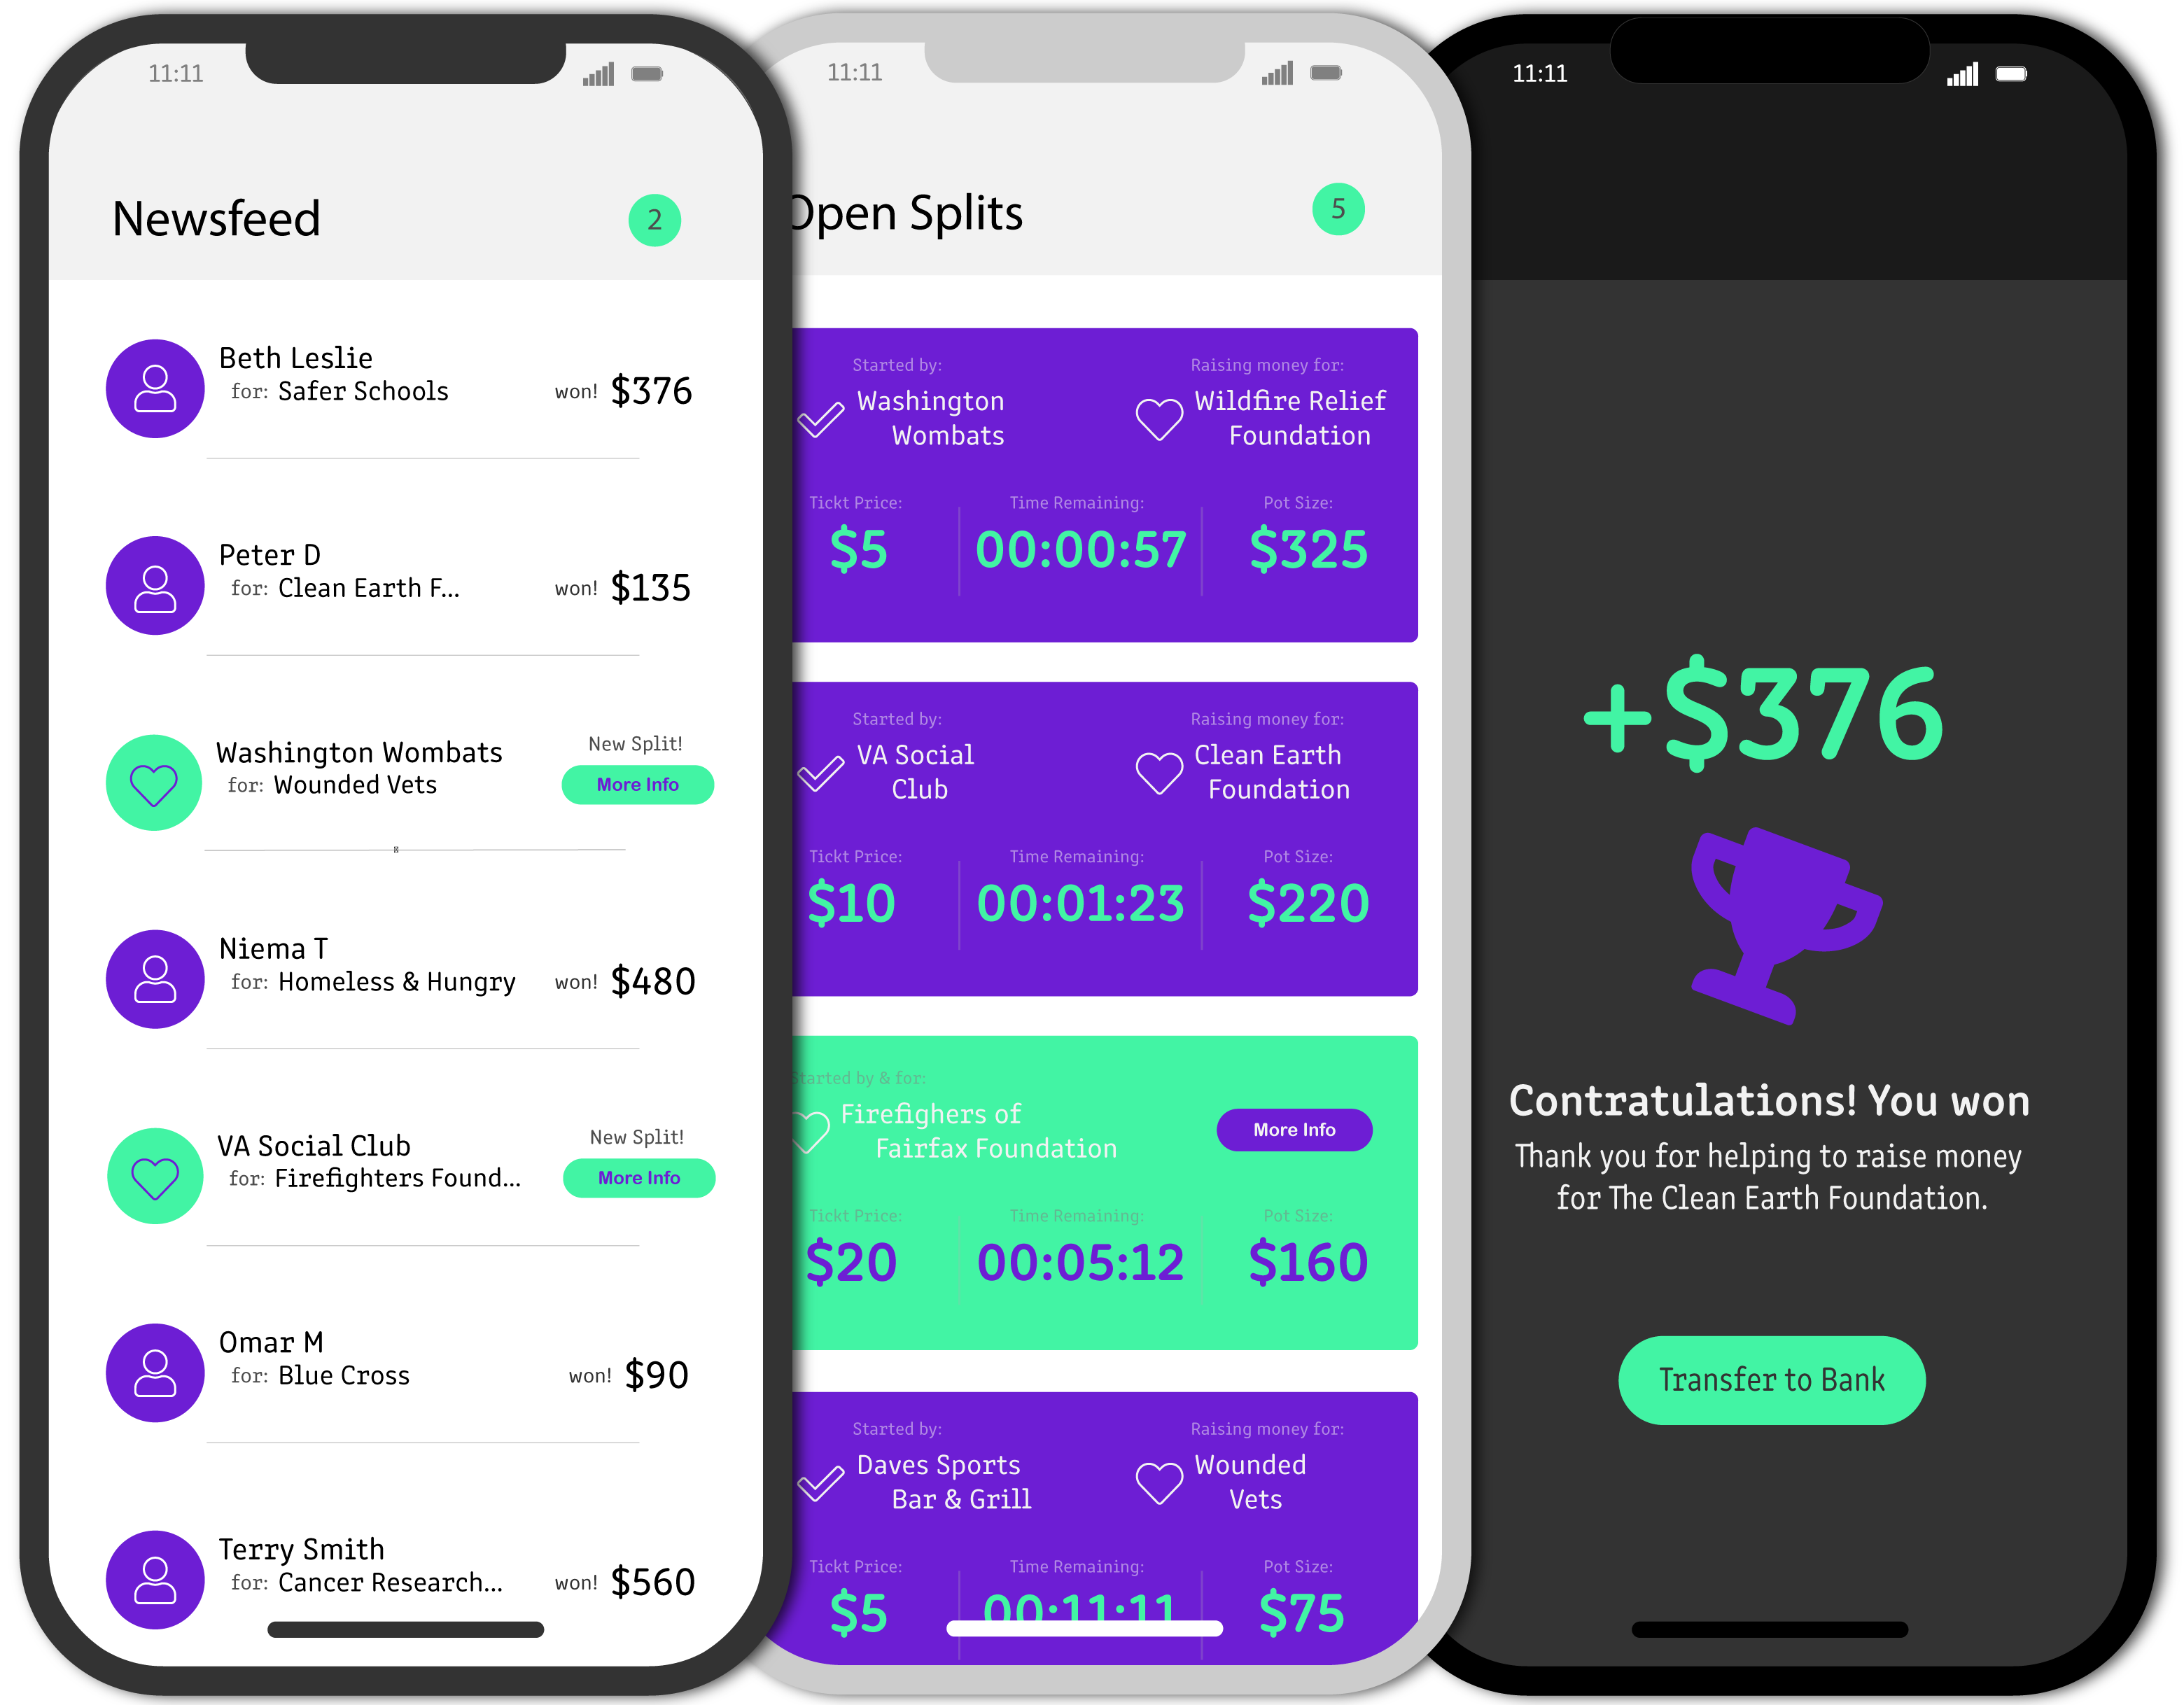 11:11
Newsfeed
2
Beth Leslie
for: Safer Schools
won! $376
Peter D
for: Clean Earth F...
won! $135
Washington Wombats
for: Wounded Vets
New Split!
More Info
Niema T
for: Homeless & Hungry
won! $480
VA Social Club
for: Firefighters Found...
New Split!
More Info
Omar M
for: Blue Cross
won! $90
Terry Smith
for: Cancer Research...
won! $560
11:11
Open Splits
5
Started by:
Washington
Wombats
Raising money for:
Wildfire Relief
Foundation
Tickt Price:
$5
Time Remaining:
00:00:57
Pot Size:
$325
Started by:
VA Social
Club
Raising money for:
Clean Earth
Foundation
Tickt Price:
$10
Time Remaining:
00:01:23
Pot Size:
$220
Started by & for:
Firefighers of
Fairfax Foundation
More Info
Tickt Price:
$20
Time Remaining:
00:05:12
Pot Size:
$160
Started by:
Daves Sports
Bar & Grill
Raising money for:
Wounded
Vets
Tickt Price:
$5
Time Remaining:
00:11:11
Pot Size:
$75
11:11
+$376
Contratulations! You won
Thank you for helping to raise money
for The Clean Earth Foundation.
Transfer to Bank